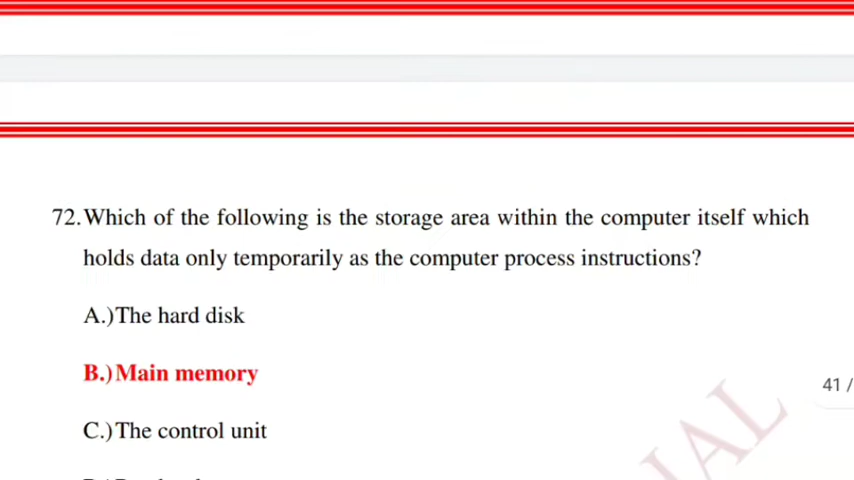 72.Which of the following is the storage area within the computer itself which
holds data only temporarily as the computer process instructions?
A.)The hard disk
B.)Main memory
41 /
C.)The control unit
IAL